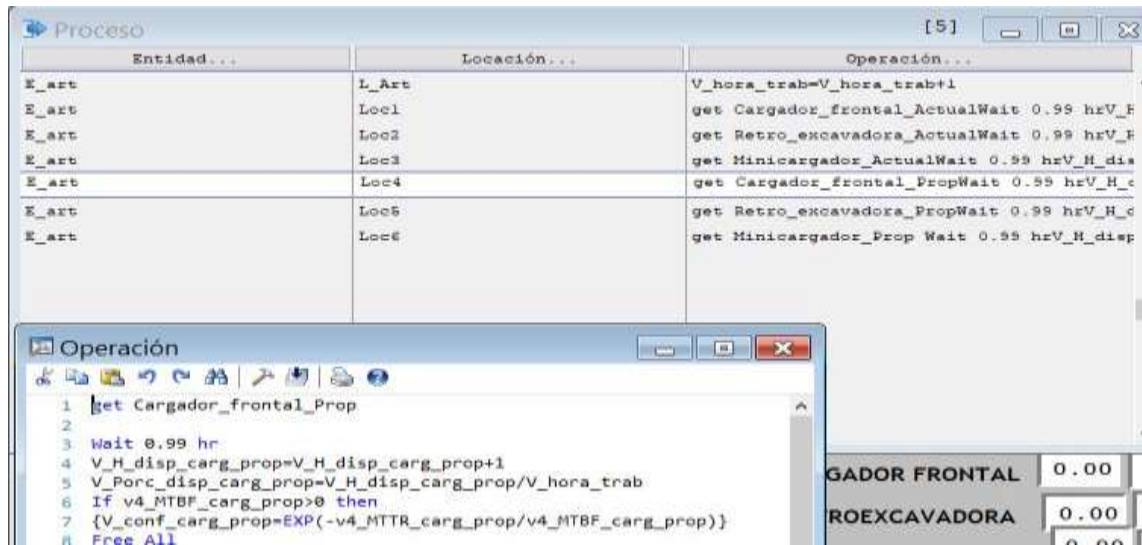 Proceso [5]
Entidad... Locación... Operación...
E_art L_Art V_hora_trab=V_hora_trab+1
E_art Loc1 get Cargador_frontal_ActualWait 0.99 hrV_H
E_art Loc2 get Retro_excavadora_ActualWait 0.99 hrV_H
E_art Loc3 get Minicargador_ActualWait 0.99 hrV_H_dis
E_art Loc4 get Cargador_frontal_PropWait 0.99 hrV_H_d
E_art Loc5 get Retro_excavadora_PropWait 0.99 hrV_H_d
E_art Loc6 get Minicargador_Prop Wait 0.99 hrV_H_disp
Operación
1 get Cargador_frontal_Prop
2
3 Wait 0.99 hr
4 V_H_disp_carg_prop=V_H_disp_carg_prop+1
5 V_Porc_disp_carg_prop=V_H_disp_carg_prop/V_hora_trab
6 If v4_MTBF_carg_prop>0 then
7 {V_conf_carg_prop=EXP(-v4_MTTR_carg_prop/v4_MTBF_carg_prop)}
8 Free All
GADOR FRONTAL 0.00
ROEXCAVADORA 0.00
0.00